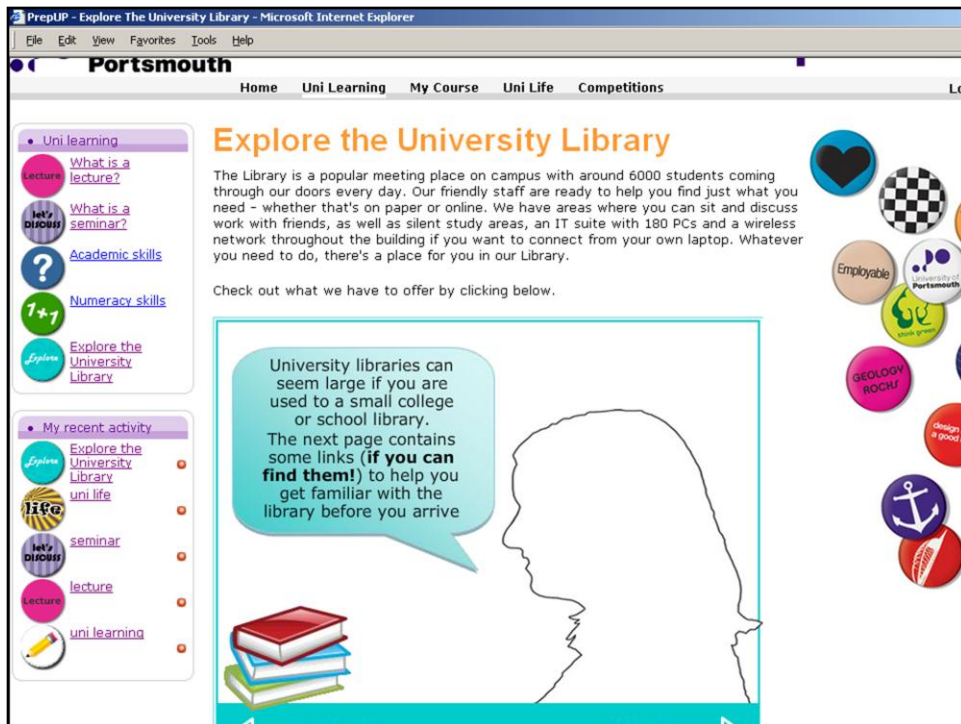 PrepUP - Explore The University Library - Microsoft Internet Explorer
File Edit View Favorites Tools Help
Portsmouth
Home Uni Learning My Course Uni Life Competitions Lo
Uni learning
Lecture
What is a
lecture?
let's
DISCUSS
What is a
seminar?
?
Academic skills
1+1
Numeracy skills
Explore
Explore the
University
Library
My recent activity
Explore
Explore the
University
Library
life
uni life
let's
DISCUSS
seminar
Lecture
lecture
uni learning
Explore the University Library
The Library is a popular meeting place on campus with around 6000 students coming
through our doors every day. Our friendly staff are ready to help you find just what you
need - whether that's on paper or online. We have areas where you can sit and discuss
work with friends, as well as silent study areas, an IT suite with 180 PCs and a wireless
network throughout the building if you want to connect from your own laptop. Whatever
you need to do, there's a place for you in our Library.
Check out what we have to offer by clicking below.
University libraries can
seem large if you are
used to a small college
or school library.
The next page contains
some links (if you can
find them!) to help you
get familiar with the
library before you arrive
Employable
University of
Portsmouth
think green
GEOLOGY
ROCKS
design
a good